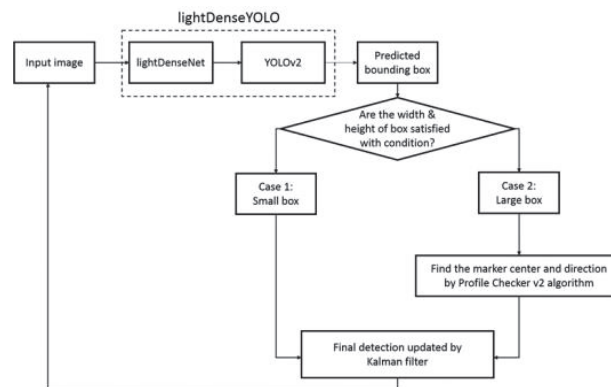 lightDenseYOLO
Input image
lightDenseNet
YOLOv2
Predicted
bounding box
Are the width &
height of box satisfied
with condition?
Case 1:
Small box
Case 2:
Large box
Find the marker center and direction
by Profile Checker v2 algorithm
Final detection updated by
Kalman filter